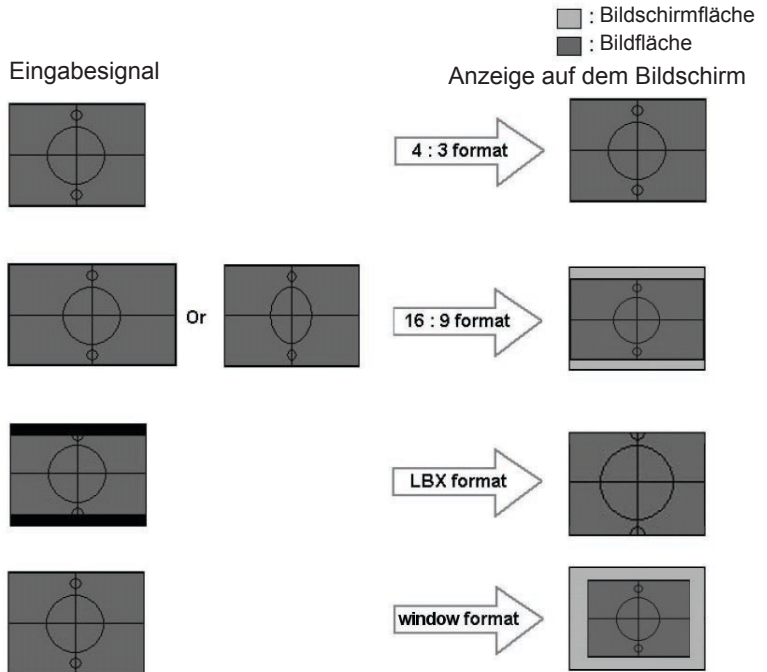 : Bildschirmfläche
: Bildfläche
Eingabesignal
Anzeige auf dem Bildschirm
4 : 3 format
Or
16 : 9 format
LBX format
window format